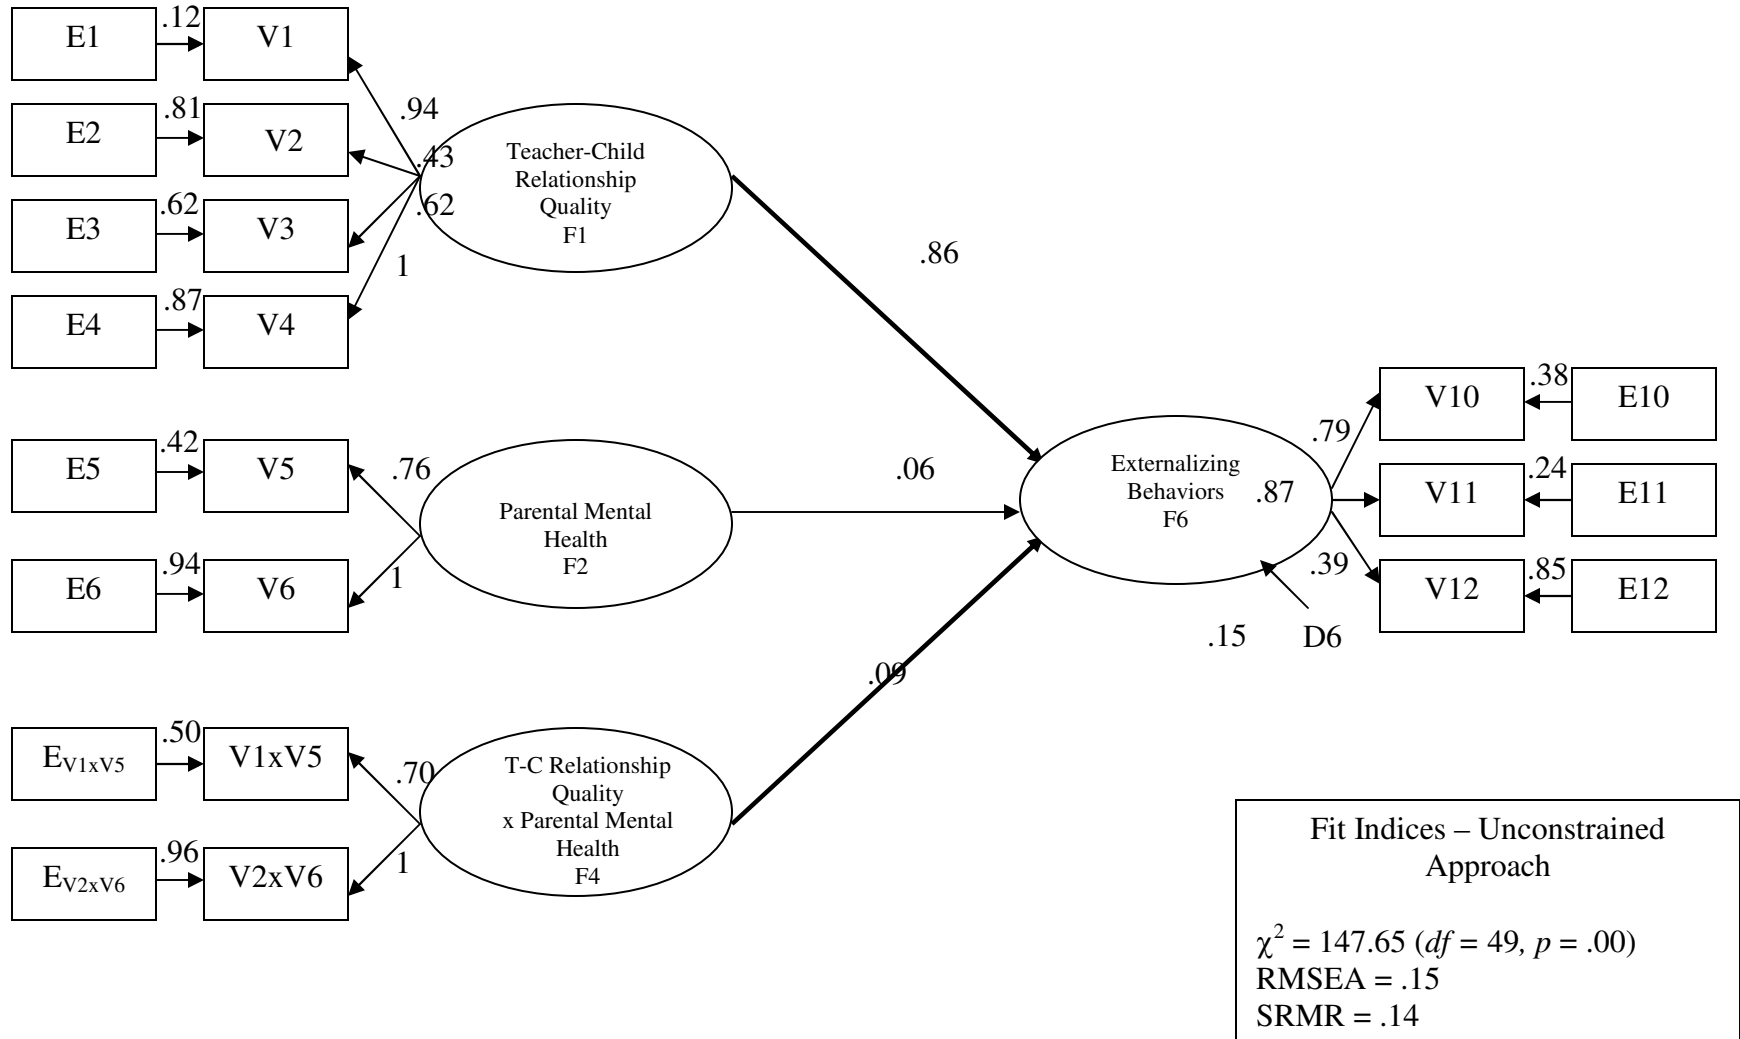 E1
.12
V1
E2
.81
V2
E3
.62
V3
E4
.87
V4
.94
.43
.62
1
Teacher-Child
Relationship
Quality
F1
.86
E5
.42
V5
E6
.94
V6
.76
1
Parental Mental
Health
F2
.06
E_V1xV5
.50
V1xV5
E_V2xV6
.96
V2xV6
.70
1
T-C Relationship
Quality
x Parental Mental
Health
F4
.09
Externalizing
Behaviors
F6
.87
.79
.39
.15
D6
V10
.38
E10
V11
.24
E11
V12
.85
E12
Fit Indices – Unconstrained
Approach
χ² = 147.65 (df = 49, p = .00)
RMSEA = .15
SRMR = .14